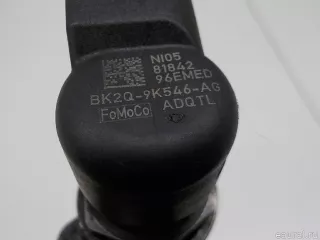 NI05
81842
96EMED
BK2Q-9K546-AG
FoMoCo ADQTL